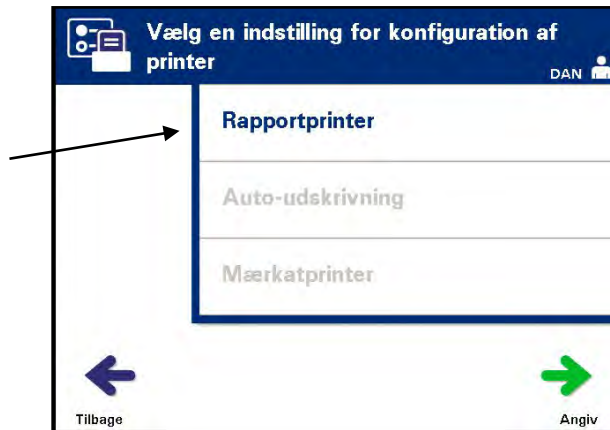 Vælg en indstilling for konfiguration af
printer
DAN
Rapportprinter
Auto-udskrivning
Mærkatprinter
Tilbage
Angiv